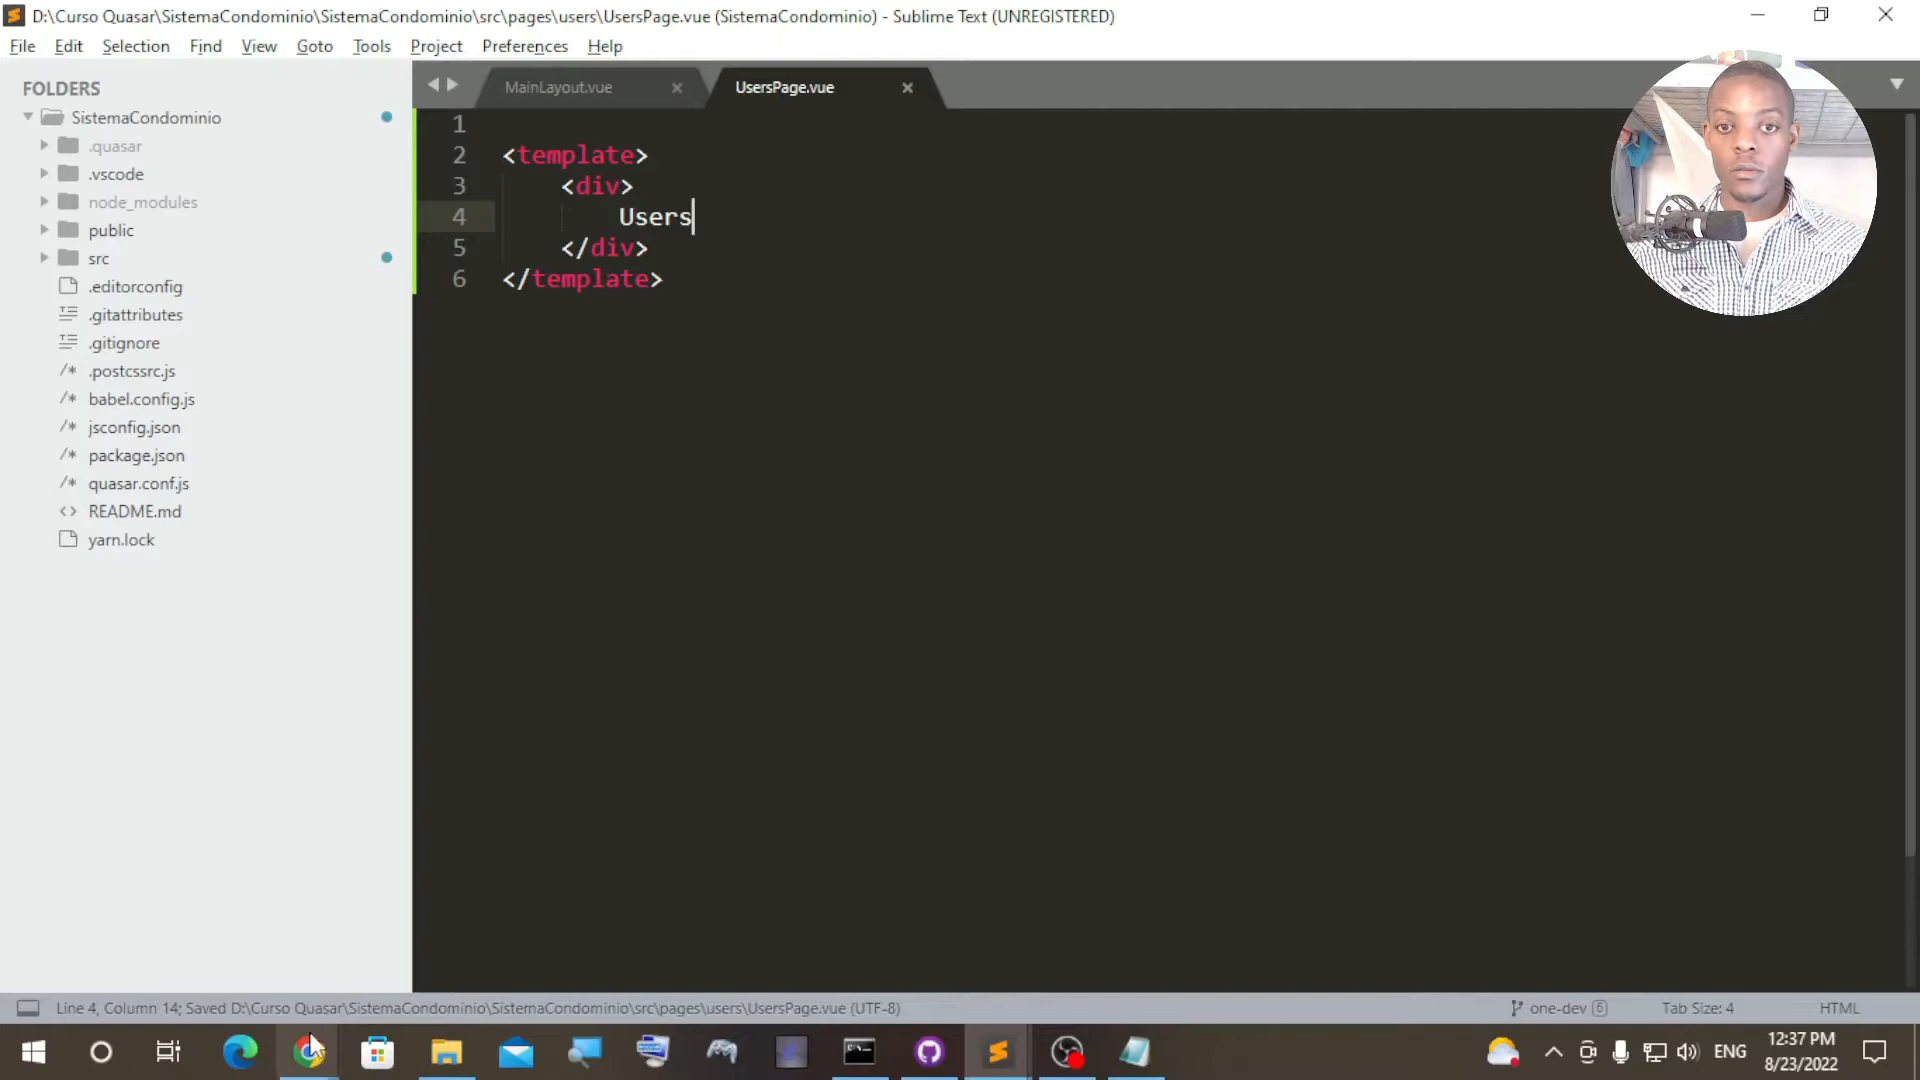 D:\Curso Quasar\SistemaCondominio\SistemaCondominio\src\pages\users\UsersPage.vue (SistemaCondominio) - Sublime Text (UNREGISTERED)
File Edit Selection Find View Goto Tools Project Preferences Help
FOLDERS
SistemaCondominio
.quasar
.vscode
node_modules
public
src
.editorconfig
.gitattributes
.gitignore
/* .postcssrc.js
/* babel.config.js
/* jsconfig.json
/* package.json
/* quasar.conf.js
<> README.md
yarn.lock
MainLayout.vue UsersPage.vue
1
2 <template>
3 <div>
4 Users
5 </div>
6 </template>
Line 4, Column 14; Saved D:\Curso Quasar\SistemaCondominio\SistemaCondominio\src\pages\users\UsersPage.vue (UTF-8) one-dev 6 Tab Size: 4 HTML
ENG 12:37 PM
8/23/2022